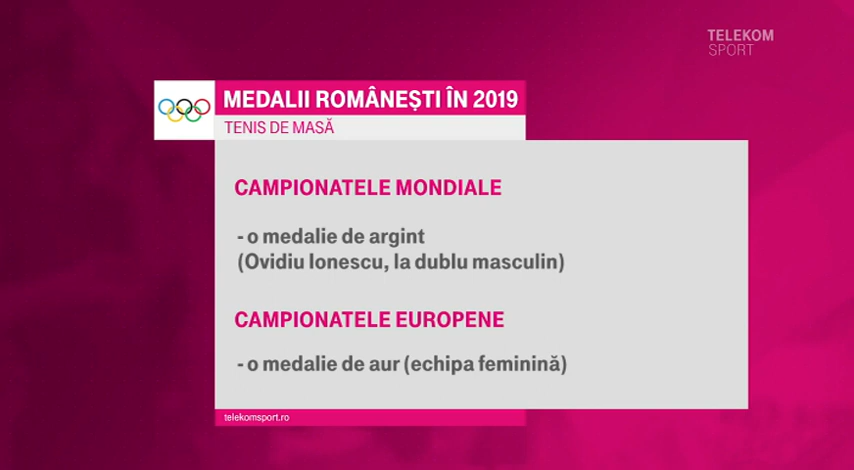 TELEKOM
SPORT
MEDALII ROMÂNEȘTI ÎN 2019
TENIS DE MASĂ
CAMPIONATELE MONDIALE
- o medalie de argint
(Ovidiu Ionescu, la dublu masculin)
CAMPIONATELE EUROPENE
- o medalie de aur (echipa feminină)
telekomsport.ro